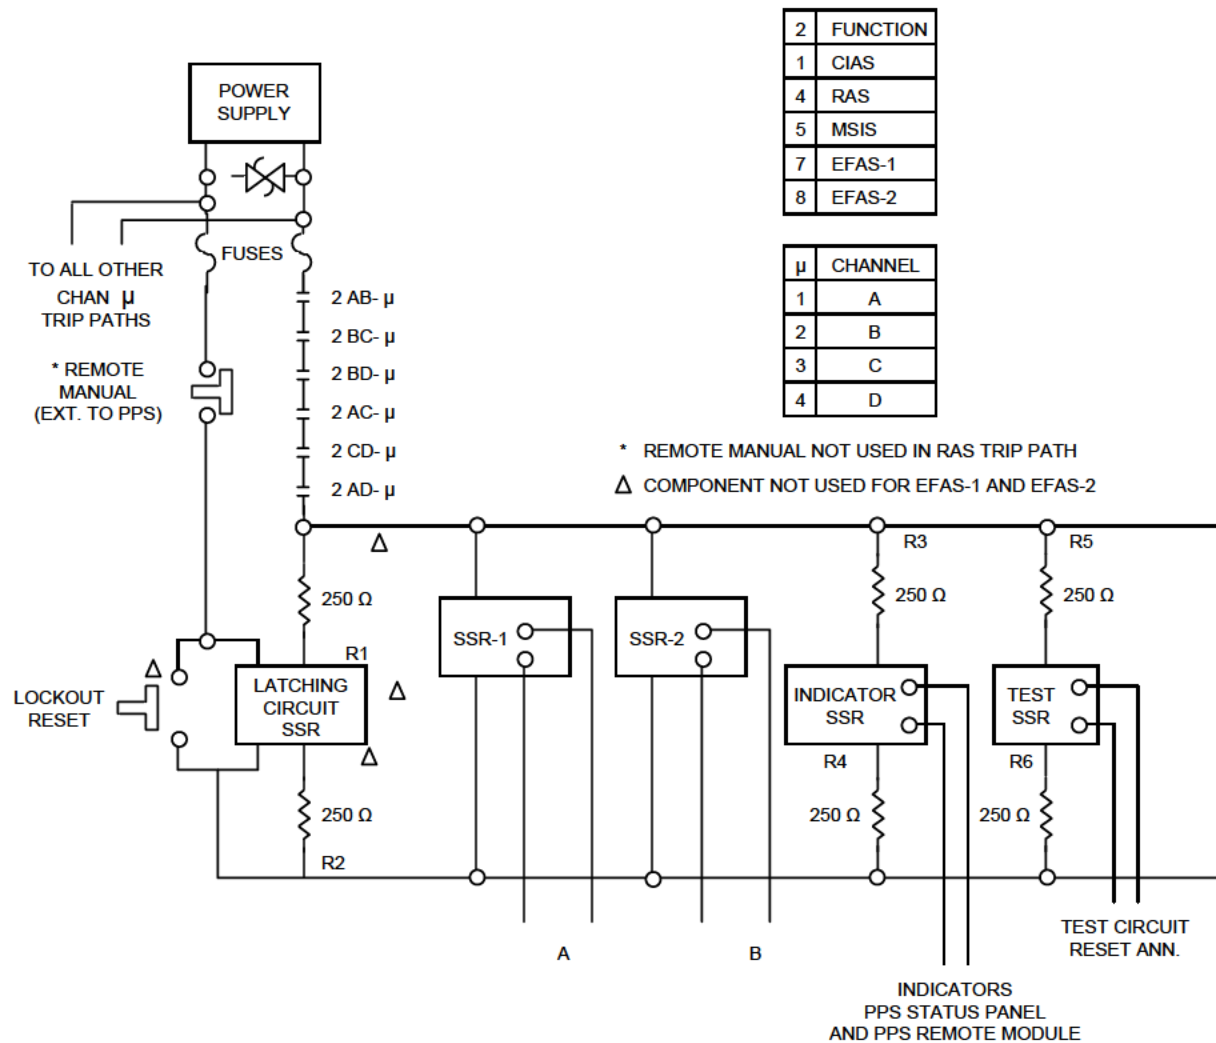 2 FUNCTION
1 CIAS
4 RAS
5 MSIS
7 EFAS-1
8 EFAS-2
POWER
SUPPLY
TO ALL OTHER
CHAN µ
TRIP PATHS
FUSES
µ CHANNEL
1 A
2 B
3 C
4 D
2 AB- µ
2 BC- µ
2 BD- µ
2 AC- µ
2 CD- µ
2 AD- µ
* REMOTE
MANUAL
(EXT. TO PPS)
* REMOTE MANUAL NOT USED IN RAS TRIP PATH
Δ COMPONENT NOT USED FOR EFAS-1 AND EFAS-2
Δ
R3
R5
250 Ω
250 Ω
250 Ω
SSR-1
SSR-2
R1
Δ
LOCKOUT
RESET
LATCHING
CIRCUIT
SSR
Δ
Δ
INDICATOR
SSR
TEST
SSR
R4
R6
250 Ω
250 Ω
250 Ω
R2
A
B
TEST CIRCUIT
RESET ANN.
INDICATORS
PPS STATUS PANEL
AND PPS REMOTE MODULE